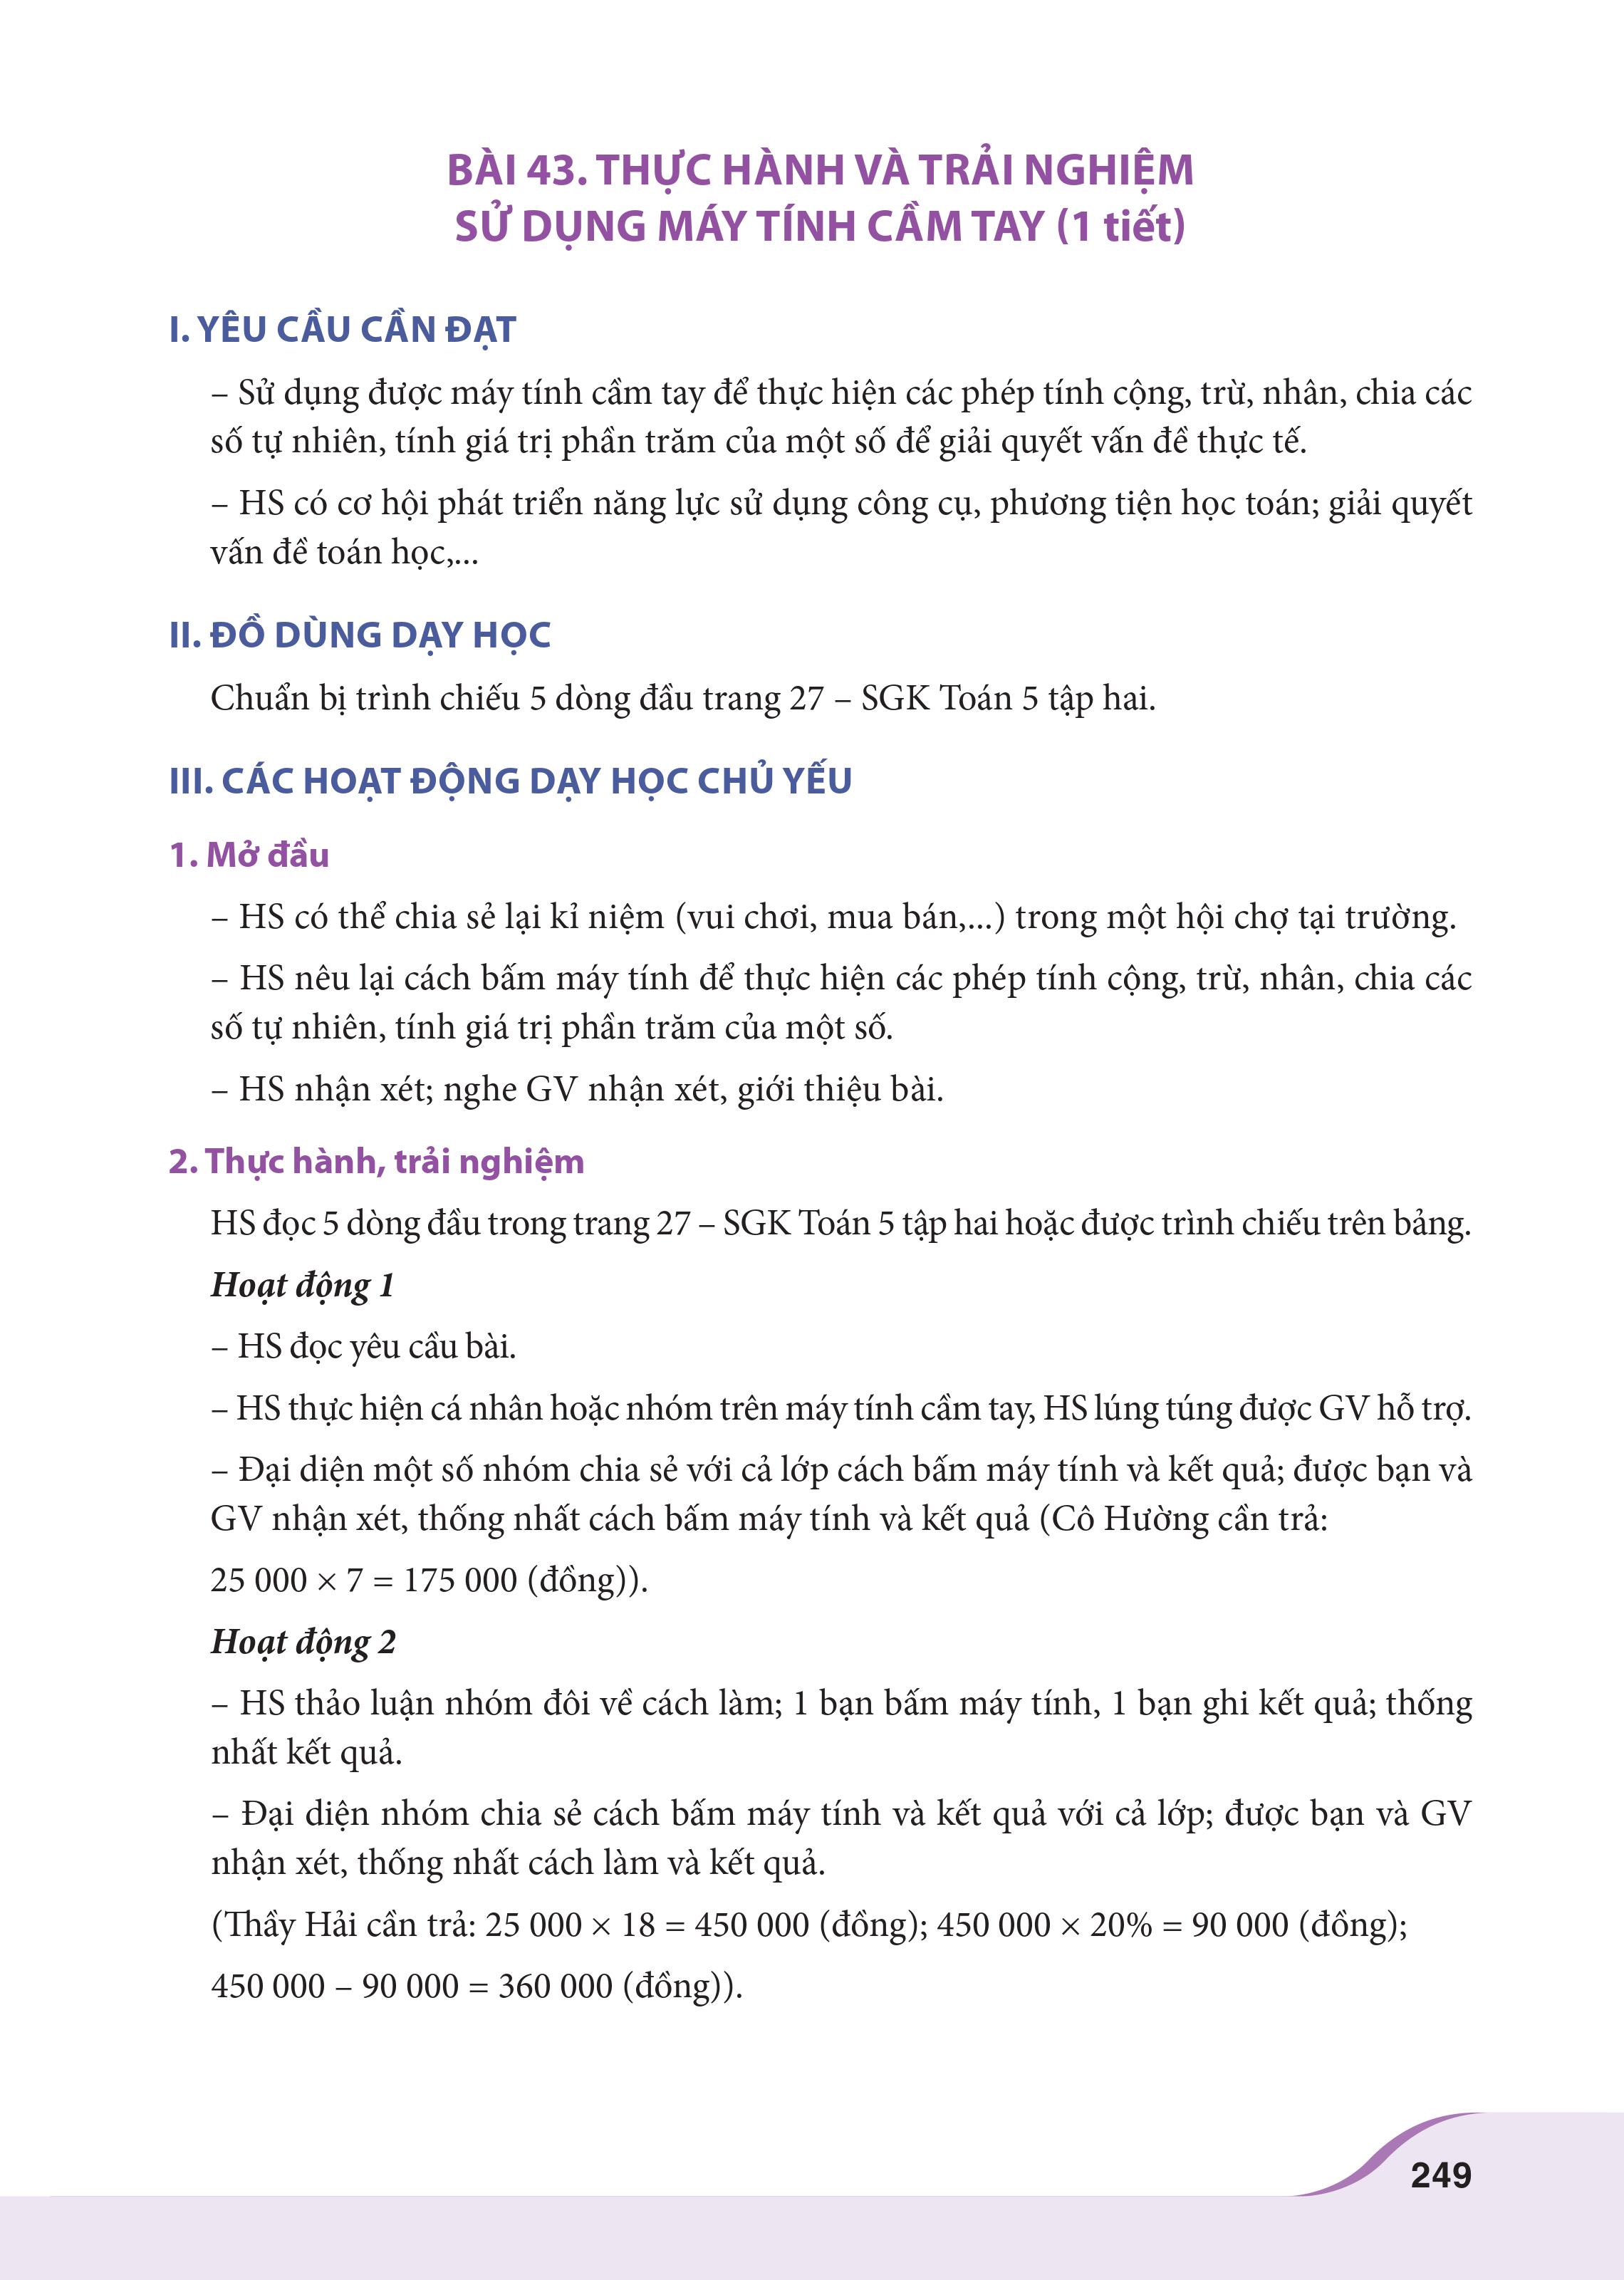 BÀI 43. THỰC HÀNH VÀ TRẢI NGHIỆM
SỬ DỤNG MÁY TÍNH CẦM TAY (1 tiết)
I. YÊU CẦU CẦN ĐẠT
– Sử dụng được máy tính cầm tay để thực hiện các phép tính cộng, trừ, nhân, chia các
số tự nhiên, tính giá trị phần trăm của một số để giải quyết vấn đề thực tế.
– HS có cơ hội phát triển năng lực sử dụng công cụ, phương tiện học toán; giải quyết
vấn đề toán học,...
II. ĐỒ DÙNG DẠY HỌC
Chuẩn bị trình chiếu 5 dòng đầu trang 27 – SGK Toán 5 tập hai.
III. CÁC HOẠT ĐỘNG DẠY HỌC CHỦ YẾU
1. Mở đầu
– HS có thể chia sẻ lại kỉ niệm (vui chơi, mua bán,...) trong một hội chợ tại trường.
– HS nêu lại cách bấm máy tính để thực hiện các phép tính cộng, trừ, nhân, chia các
số tự nhiên, tính giá trị phần trăm của một số.
– HS nhận xét; nghe GV nhận xét, giới thiệu bài.
2. Thực hành, trải nghiệm
HS đọc 5 dòng đầu trong trang 27 – SGK Toán 5 tập hai hoặc được trình chiếu trên bảng.
Hoạt động 1
– HS đọc yêu cầu bài.
– HS thực hiện cá nhân hoặc nhóm trên máy tính cầm tay, HS lúng túng được GV hỗ trợ.
– Đại diện một số nhóm chia sẻ với cả lớp cách bấm máy tính và kết quả; được bạn và
GV nhận xét, thống nhất cách bấm máy tính và kết quả (Cô Hường cần trả:
25 000 × 7 = 175 000 (đồng)).
Hoạt động 2
– HS thảo luận nhóm đôi về cách làm; 1 bạn bấm máy tính, 1 bạn ghi kết quả; thống
nhất kết quả.
– Đại diện nhóm chia sẻ cách bấm máy tính và kết quả với cả lớp; được bạn và GV
nhận xét, thống nhất cách làm và kết quả.
(Thầy Hải cần trả: 25 000 × 18 = 450 000 (đồng); 450 000 × 20% = 90 000 (đồng);
450 000 – 90 000 = 360 000 (đồng)).
249